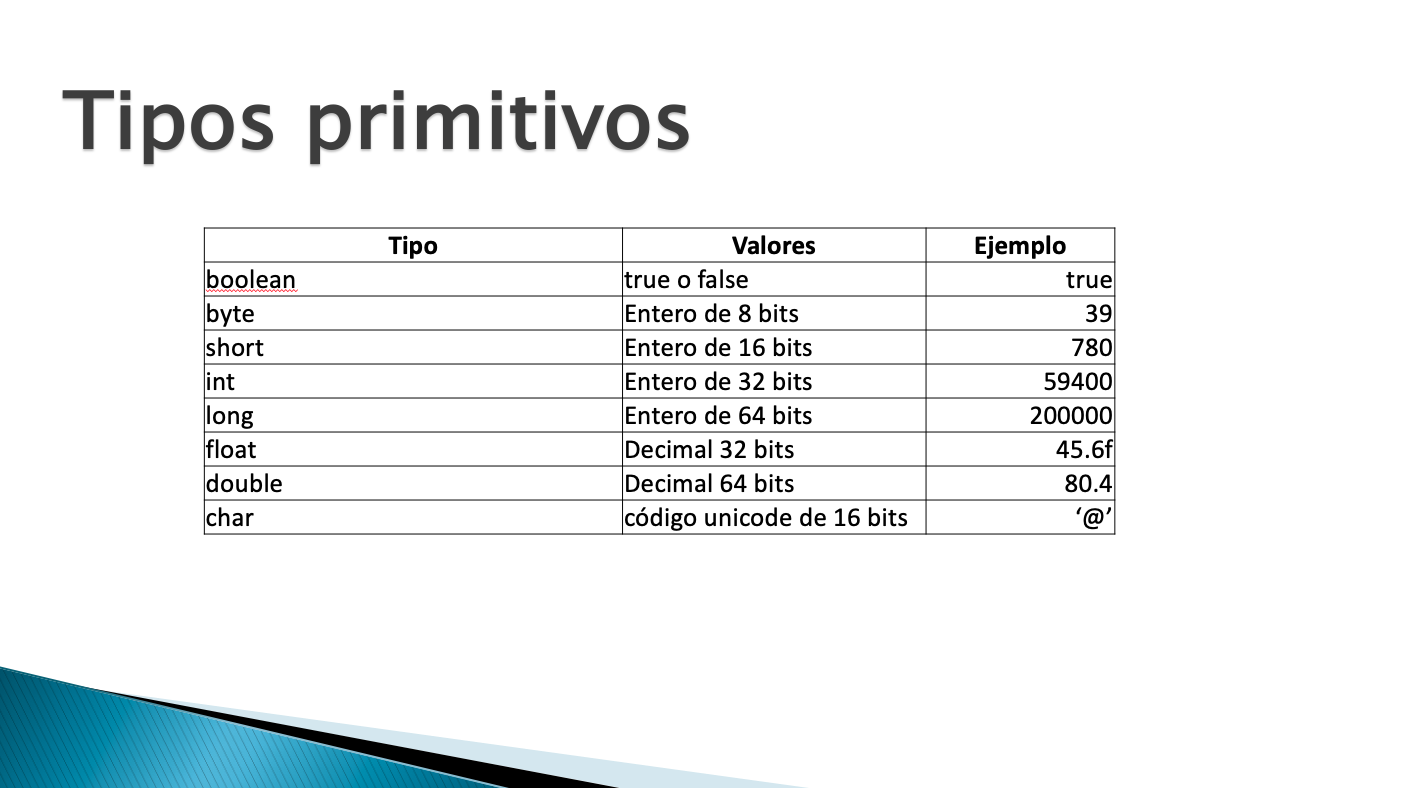 Tipos primitivos
Tipo Valores Ejemplo
boolean true o false true
byte Entero de 8 bits 39
short Entero de 16 bits 780
int Entero de 32 bits 59400
long Entero de 64 bits 200000
float Decimal 32 bits 45.6f
double Decimal 64 bits 80.4
char código unicode de 16 bits ‘@’